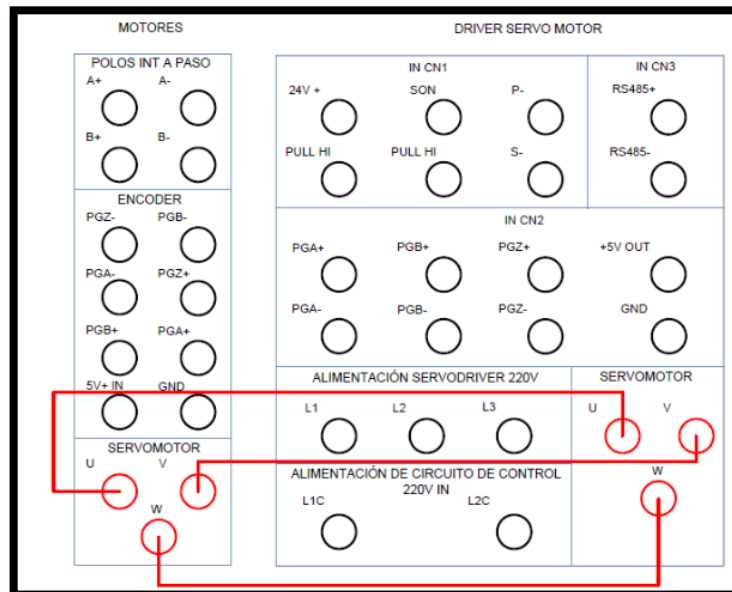 MOTORES
POLOS INT A PASO
A+ A-
B+ B-
ENCODER
PGZ- PGB-
PGA- PGZ+
PGB+ PGA+
5V+ IN GND
SERVOMOTOR
U V
W
DRIVER SERVO MOTOR
IN CN1
24V + SON P-
PULL HI PULL HI S-
IN CN3
RS485+
RS485-
IN CN2
PGA+ PGB+ PGZ+ +5V OUT
PGA- PGB- PGZ- GND
ALIMENTACIÓN SERVODRIVER 220V
L1 L2 L3
ALIMENTACIÓN DE CIRCUITO DE CONTROL
220V IN
L1C L2C
SERVOMOTOR
U V
W